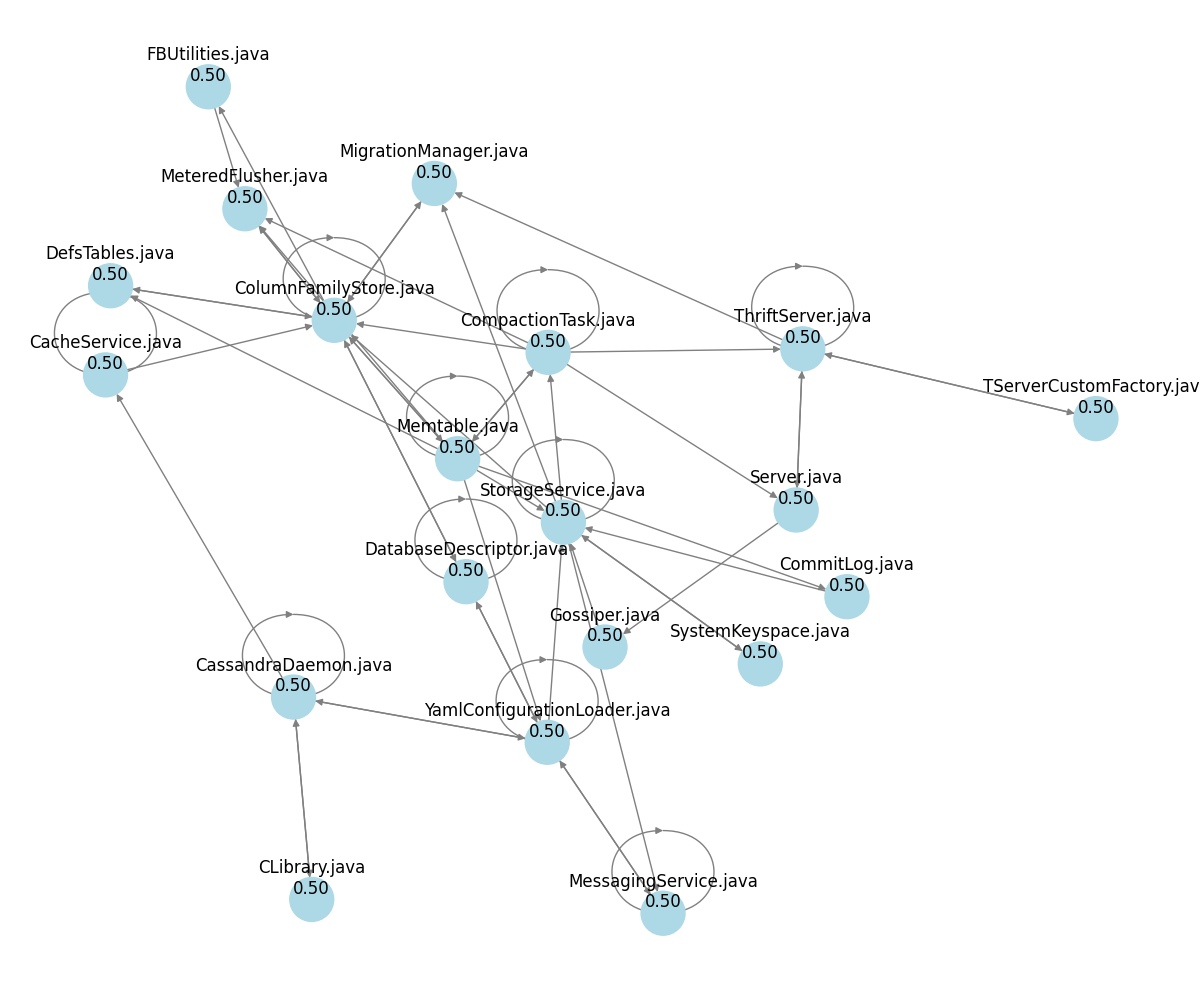 FBUtilities.java
0.50
MigrationManager.java
0.50
MeteredFlusher.java
0.50
DefsTables.java
0.50
ColumnFamilyStore.java
0.50
CompactionTask.java
0.50
ThriftServer.java
0.50
CacheService.java
0.50
TServerCustomFactory.jav
0.50
Memtable.java
0.50
Server.java
0.50
StorageService.java
0.50
DatabaseDescriptor.java
0.50
CommitLog.java
0.50
Gossiper.java
0.50
SystemKeyspace.java
0.50
CassandraDaemon.java
0.50
YamlConfigurationLoader.java
0.50
CLibrary.java
0.50
MessagingService.java
0.50